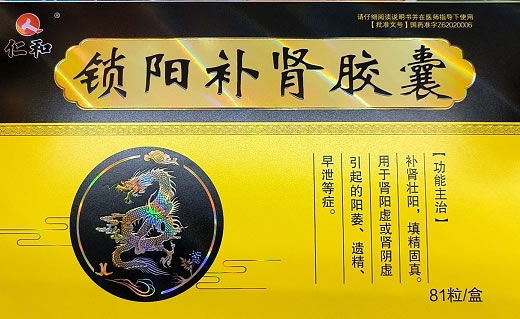 仁和
请仔细阅读说明书并在医师指导下使用
【批准文号】国药准字ZB2020006
锁阳补肾胶囊
【功能主治】
补肾壮阳，填精固真。
用于肾阳虚或肾阴虚
引起的阳萎、遗精、
早泄等症。
81粒/盒